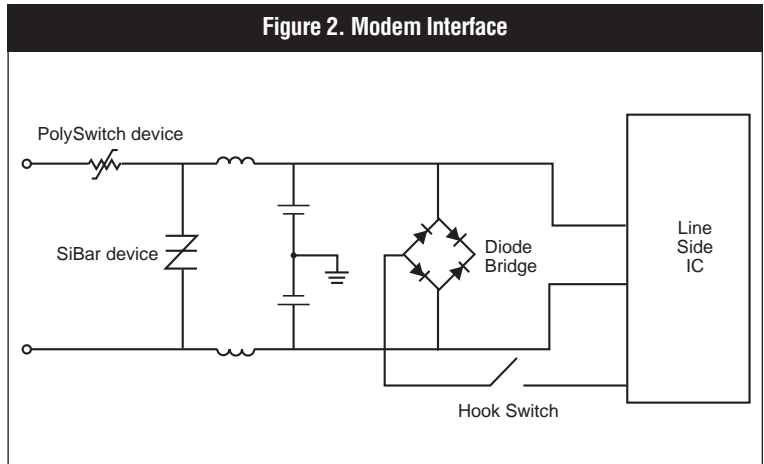 Figure 2. Modem Interface
PolySwitch device
SiBar device
Diode
Bridge
Line
Side
IC
Hook Switch